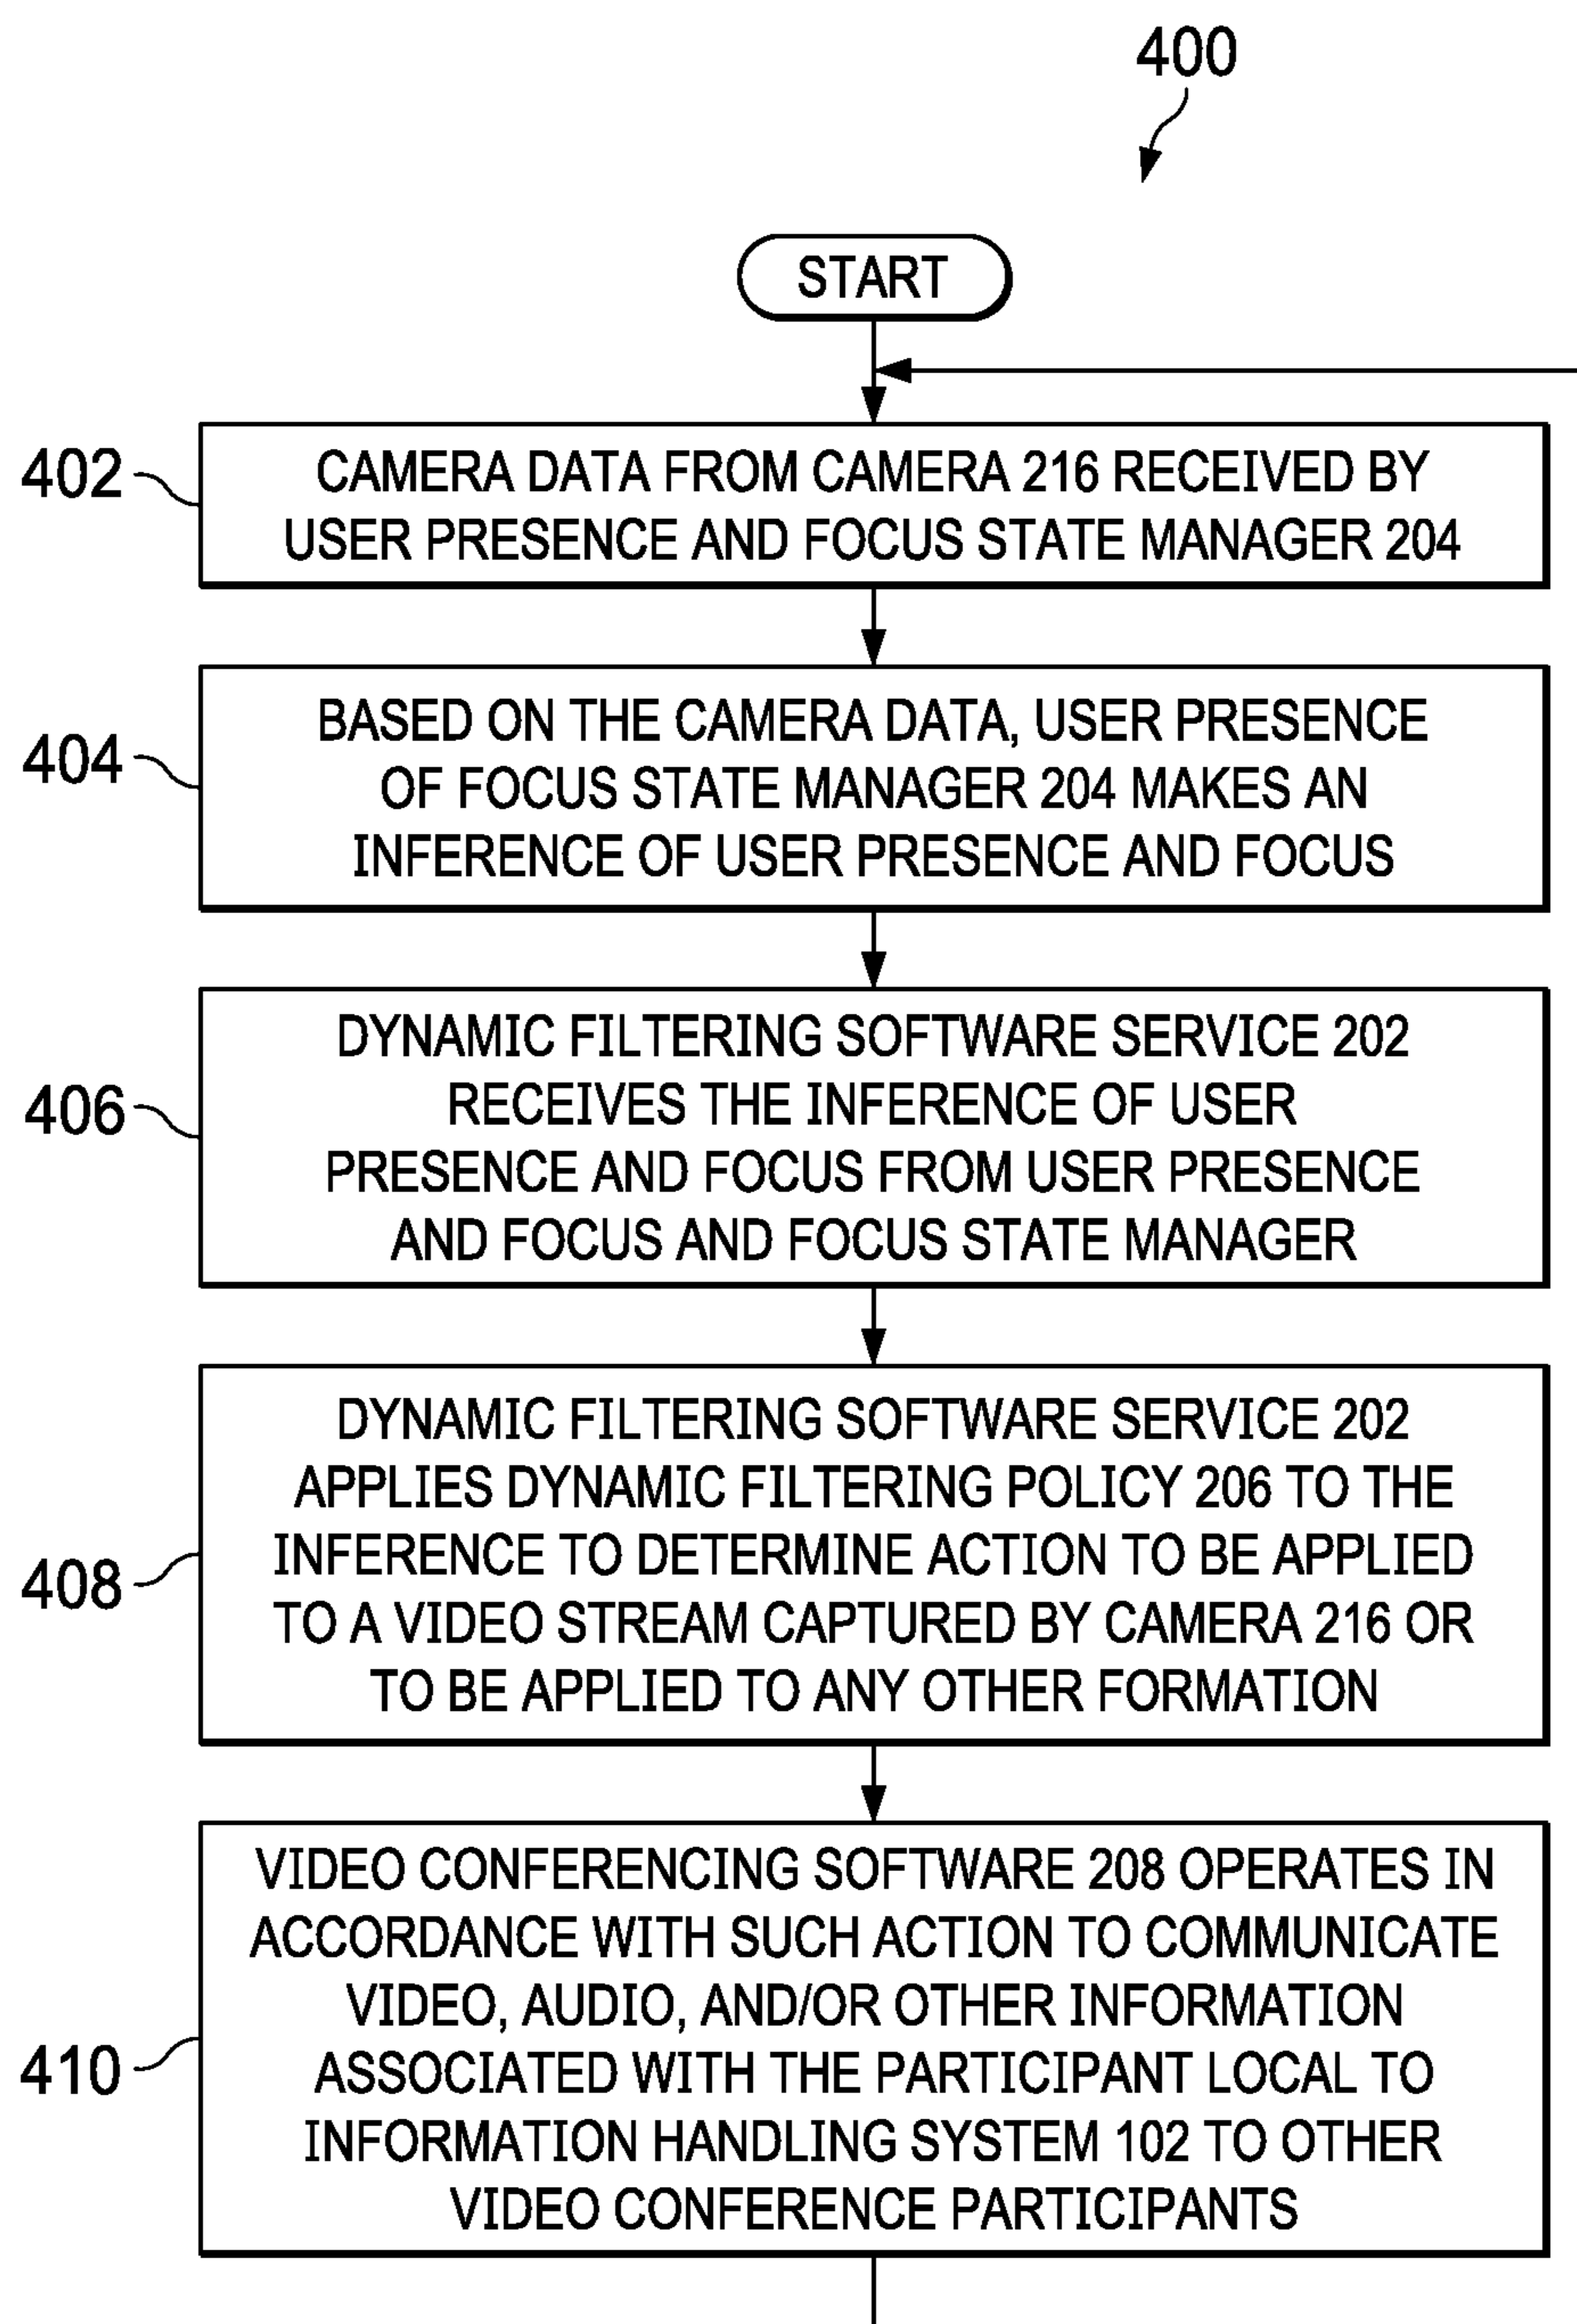 400
START
402
CAMERA DATA FROM CAMERA 216 RECEIVED BY
USER PRESENCE AND FOCUS STATE MANAGER 204
404
BASED ON THE CAMERA DATA, USER PRESENCE
OF FOCUS STATE MANAGER 204 MAKES AN
INFERENCE OF USER PRESENCE AND FOCUS
406
DYNAMIC FILTERING SOFTWARE SERVICE 202
RECEIVES THE INFERENCE OF USER
PRESENCE AND FOCUS FROM USER PRESENCE
AND FOCUS AND FOCUS STATE MANAGER
408
DYNAMIC FILTERING SOFTWARE SERVICE 202
APPLIES DYNAMIC FILTERING POLICY 206 TO THE
INFERENCE TO DETERMINE ACTION TO BE APPLIED
TO A VIDEO STREAM CAPTURED BY CAMERA 216 OR
TO BE APPLIED TO ANY OTHER FORMATION
410
VIDEO CONFERENCING SOFTWARE 208 OPERATES IN
ACCORDANCE WITH SUCH ACTION TO COMMUNICATE
VIDEO, AUDIO, AND/OR OTHER INFORMATION
ASSOCIATED WITH THE PARTICIPANT LOCAL TO
INFORMATION HANDLING SYSTEM 102 TO OTHER
VIDEO CONFERENCE PARTICIPANTS